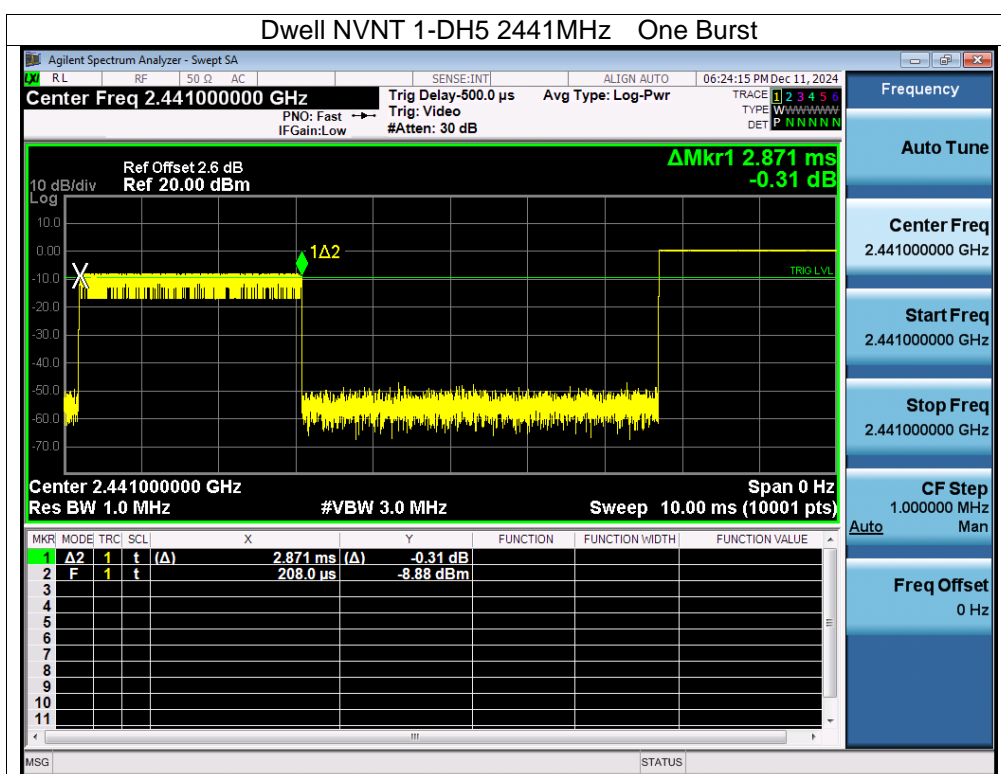 Dwell NVNT 1-DH5 2441MHz One Burst
Agilent Spectrum Analyzer - Swept SA
LXI RL RF 50 Ω AC SENSE:INT ALIGN AUTO 06:24:15 PM Dec 11, 2024
Center Freq 2.441000000 GHz
PNO: Fast
IFGain:Low
Trig Delay-500.0 µs
Trig: Video
#Atten: 30 dB
Avg Type: Log-Pwr
TRACE 1 2 3 4 5 6
TYPE WWWWWW
DET P N N N N N
Frequency
Auto Tune
Center Freq
2.441000000 GHz
Start Freq
2.441000000 GHz
Stop Freq
2.441000000 GHz
CF Step
1.000000 MHz
Auto Man
Freq Offset
0 Hz
Ref Offset 2.6 dB
10 dB/div Ref 20.00 dBm
Log
ΔMkr1 2.871 ms
-0.31 dB
10.0
0.00
-10.0
-20.0
-30.0
-40.0
-50.0
-60.0
-70.0
1Δ2
TRIG LVL
Center 2.441000000 GHz Span 0 Hz
Res BW 1.0 MHz #VBW 3.0 MHz Sweep 10.00 ms (10001 pts)
MKR MODE TRC SCL X Y FUNCTION FUNCTION WIDTH FUNCTION VALUE
1 Δ2 1 t (Δ) 2.871 ms (Δ) -0.31 dB
2 F 1 t 208.0 µs -8.88 dBm
3
4
5
6
7
8
9
10
11
MSG STATUS